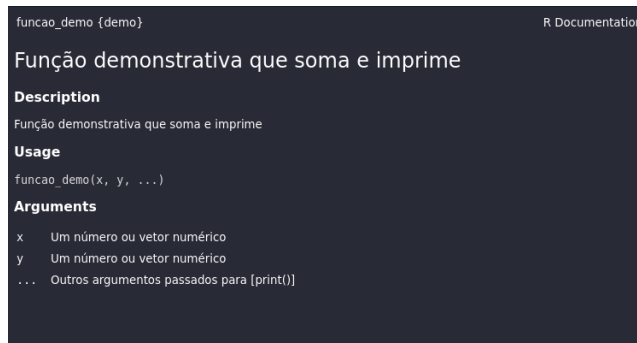 funcao_demo {demo} R Documentation
Função demonstrativa que soma e imprime
Description
Função demonstrativa que soma e imprime
Usage
funcao_demo(x, y, ...)
Arguments
x Um número ou vetor numérico
y Um número ou vetor numérico
... Outros argumentos passados para [print()]